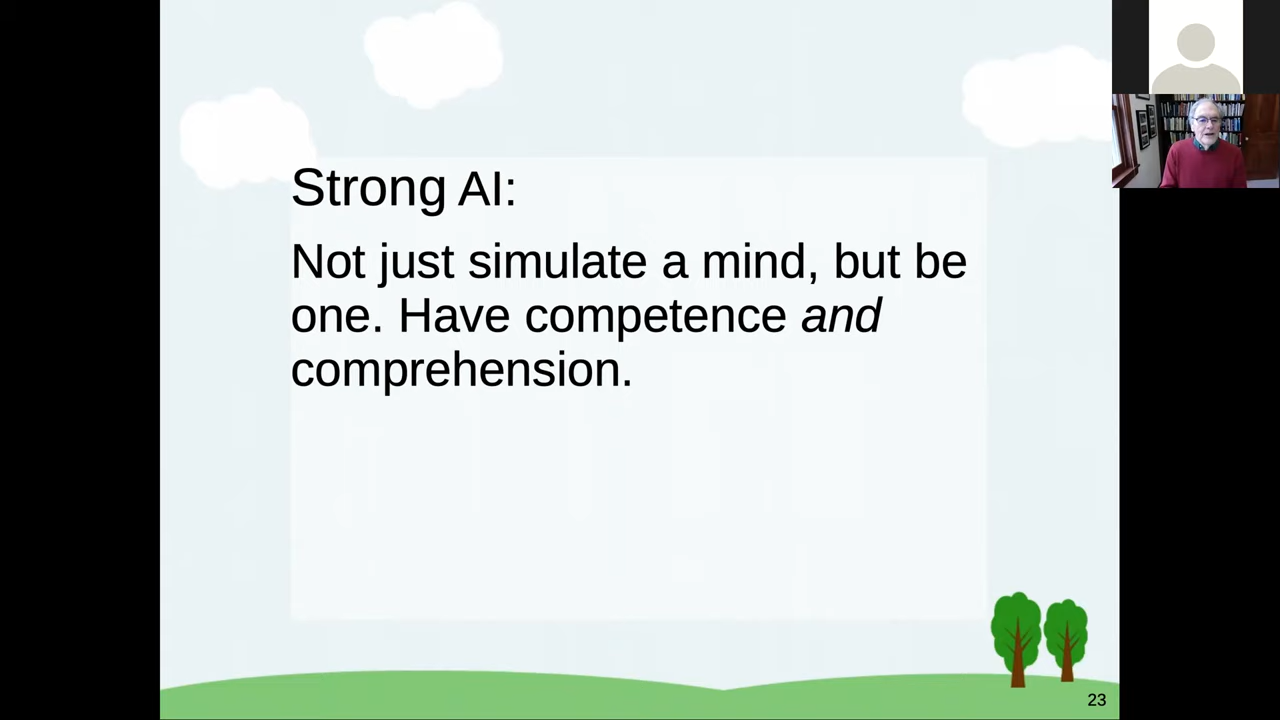 Strong AI:
Not just simulate a mind, but be
one. Have competence and
comprehension.
23